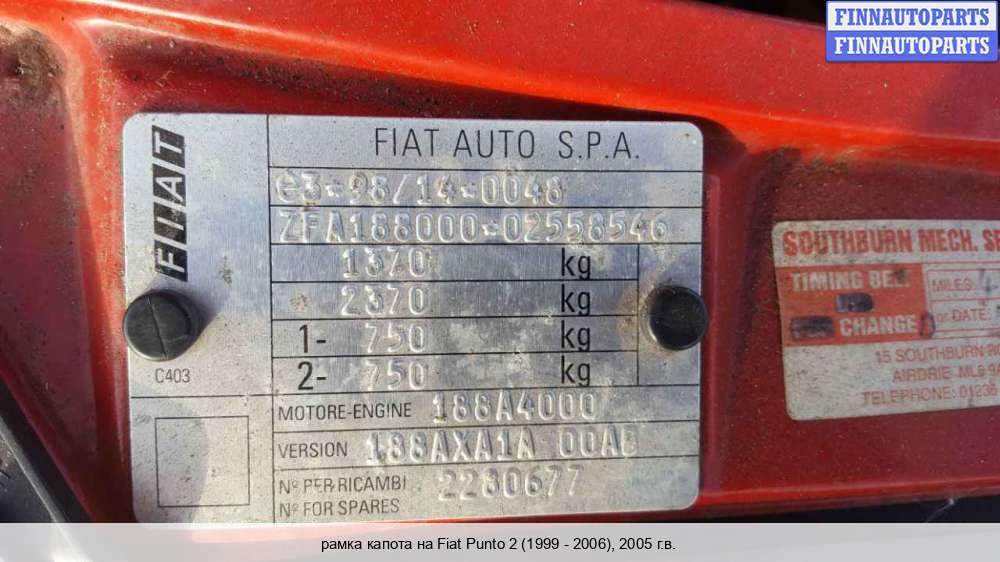 FINNAUTOPARTS
FINNAUTOPARTS
FIAT
FIAT AUTO S.P.A.
e3*98/14*0048
ZFA188000*02558546
1370 kg
2370 kg
1- 750 kg
2- 750 kg
C403
MOTORE-ENGINE 188A4000
VERSION 188AXA1A 00AB
Nº PER RICAMBI 2280677
Nº FOR SPARES
SOUTHBURN MECH.
TIMING
MILES
CHANGE
or DATE:
15 SOUTHBURN
AIRDRIE ML6
TELEPHONE: 01236
рамка капота на Fiat Punto 2 (1999 - 2006), 2005 г.в.